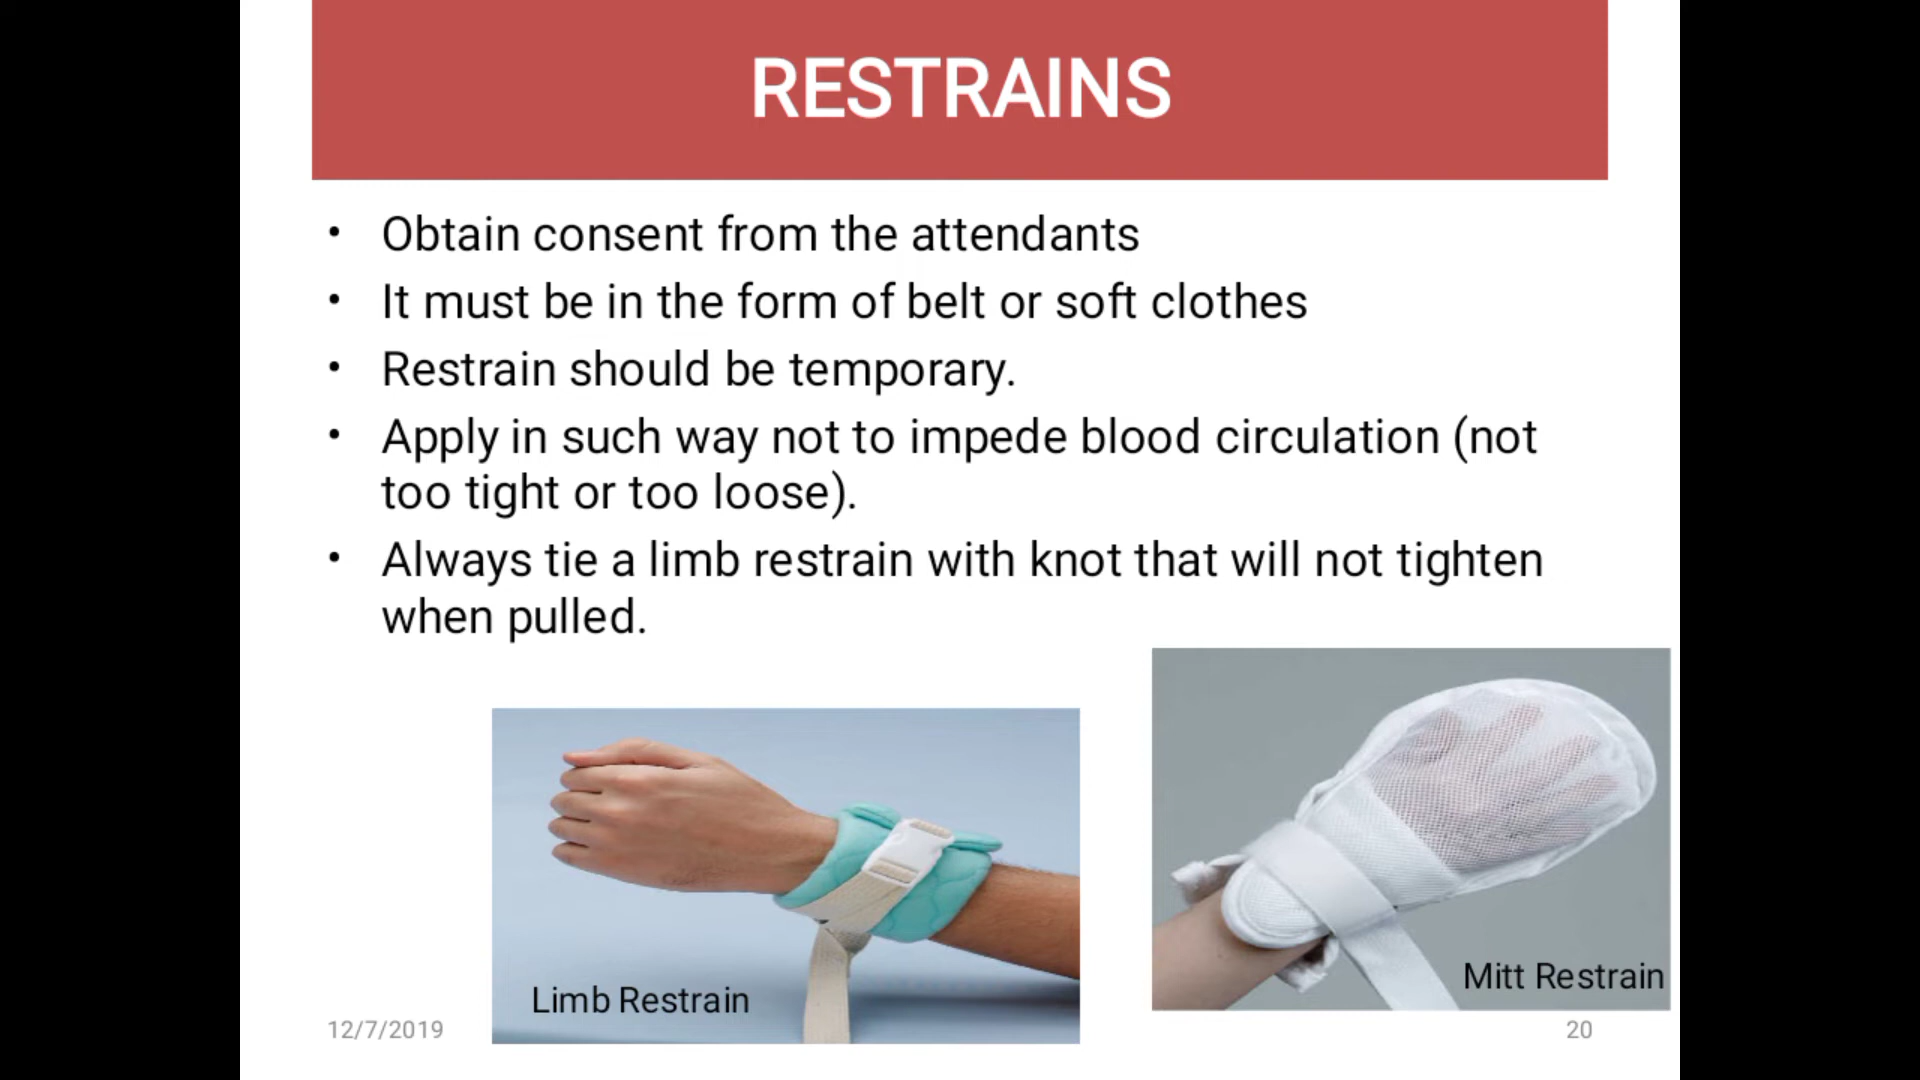 RESTRAINS
• Obtain consent from the attendants
• It must be in the form of belt or soft clothes
• Restrain should be temporary.
• Apply in such way not to impede blood circulation (not
too tight or too loose).
• Always tie a limb restrain with knot that will not tighten
when pulled.
Limb Restrain
Mitt Restrain
12/7/2019
20